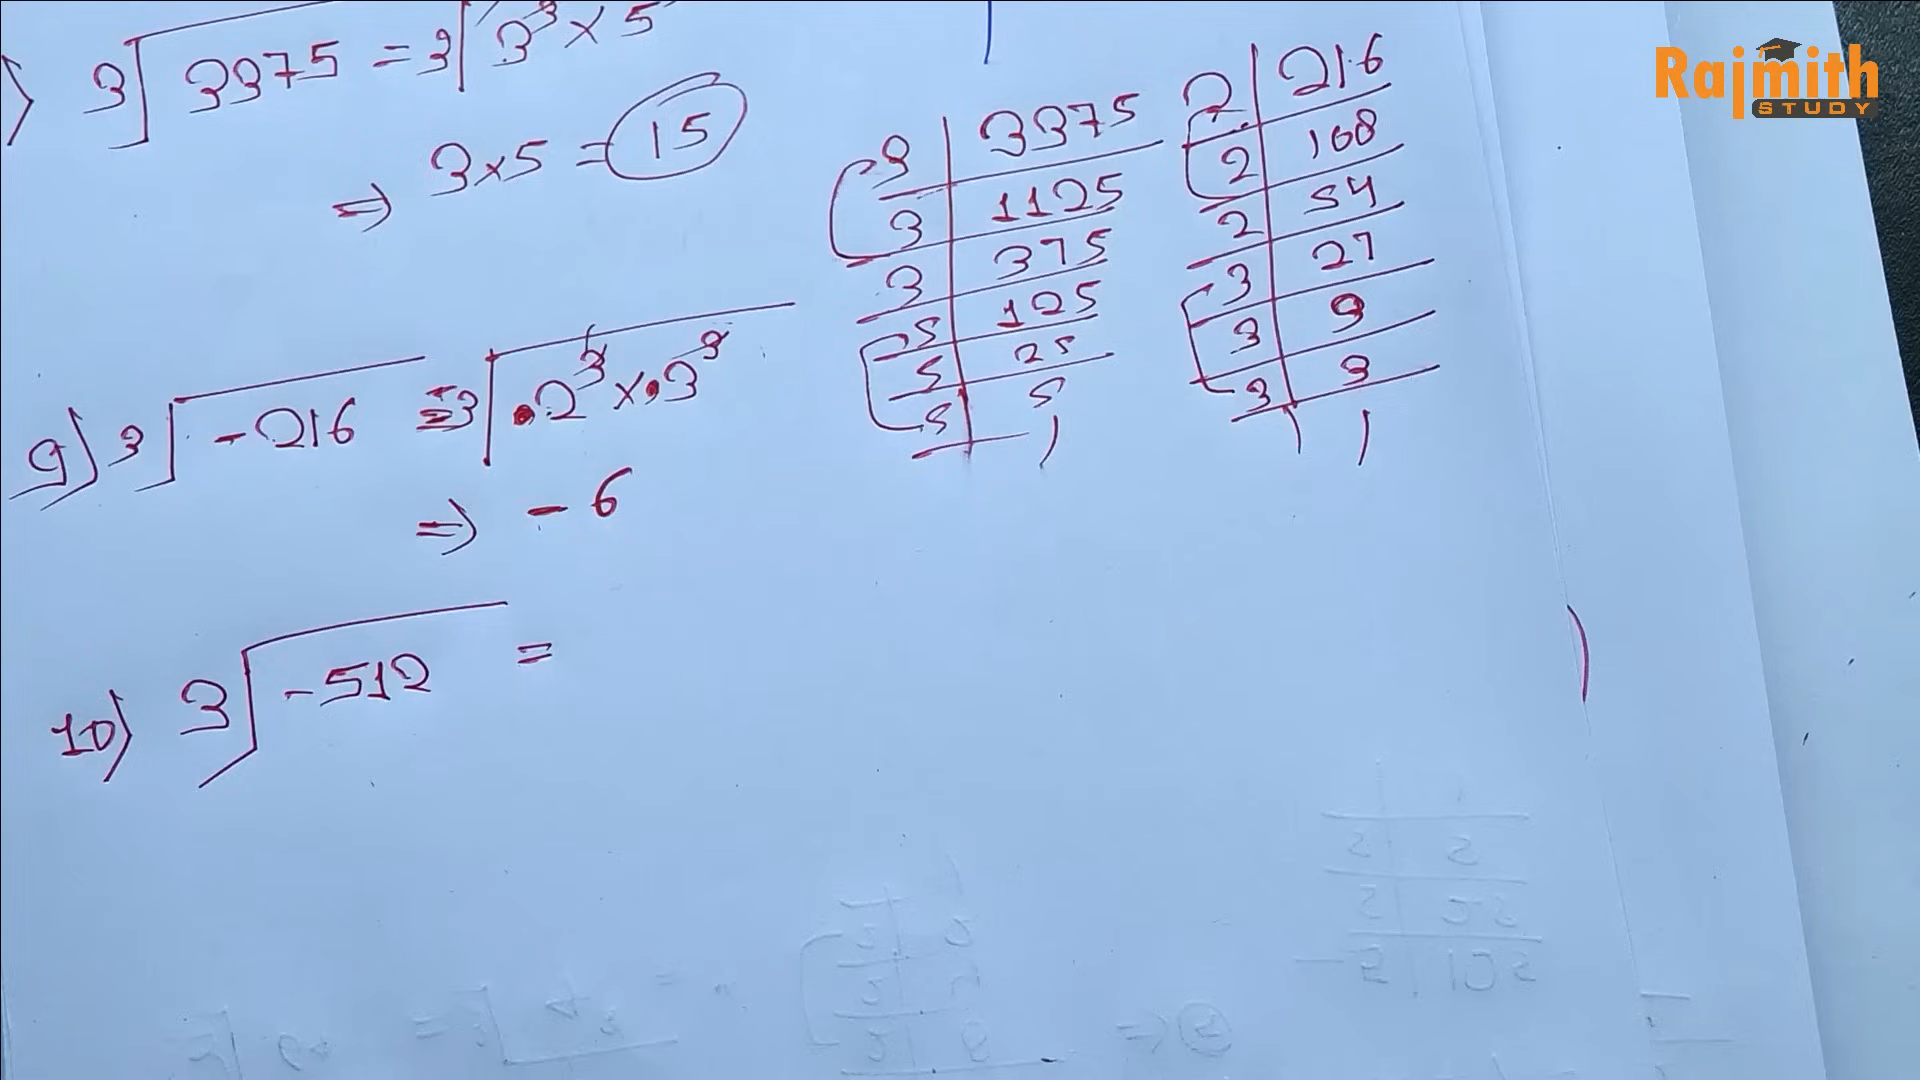 ) 3√3375 = 3√3³ × 5
⇒ 3×5 = 15
9) 3√-216 = 3√-2³ × -3³
⇒ - 6
10) 3√-512 =
3 | 3375
3 | 1125
3 | 375
5 | 125
5 | 25
5 | 5
1
2 | 216
2 | 108
2 | 54
3 | 27
3 | 9
3 | 3
1 1
Rajmith
STUDY